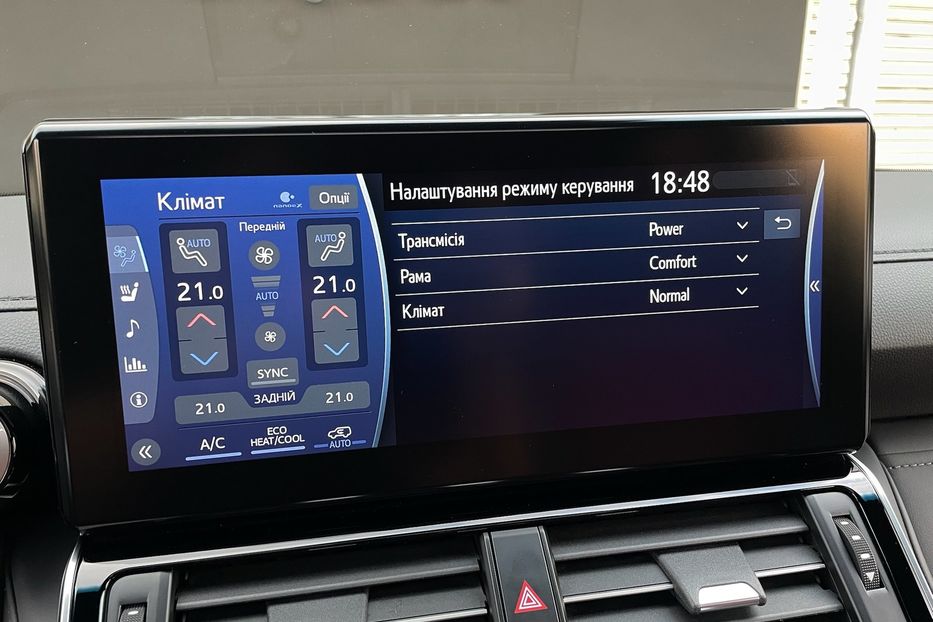 Клімат
nanoeX
Опції
Передній
AUTO
AUTO
21.0
21.0
AUTO
SYNC
ЗАДНІЙ
21.0
21.0
A/C
ECO
HEAT/COOL
AUTO
Налаштування режиму керування
18:48
Трансмісія Power
Рама Comfort
Клімат Normal